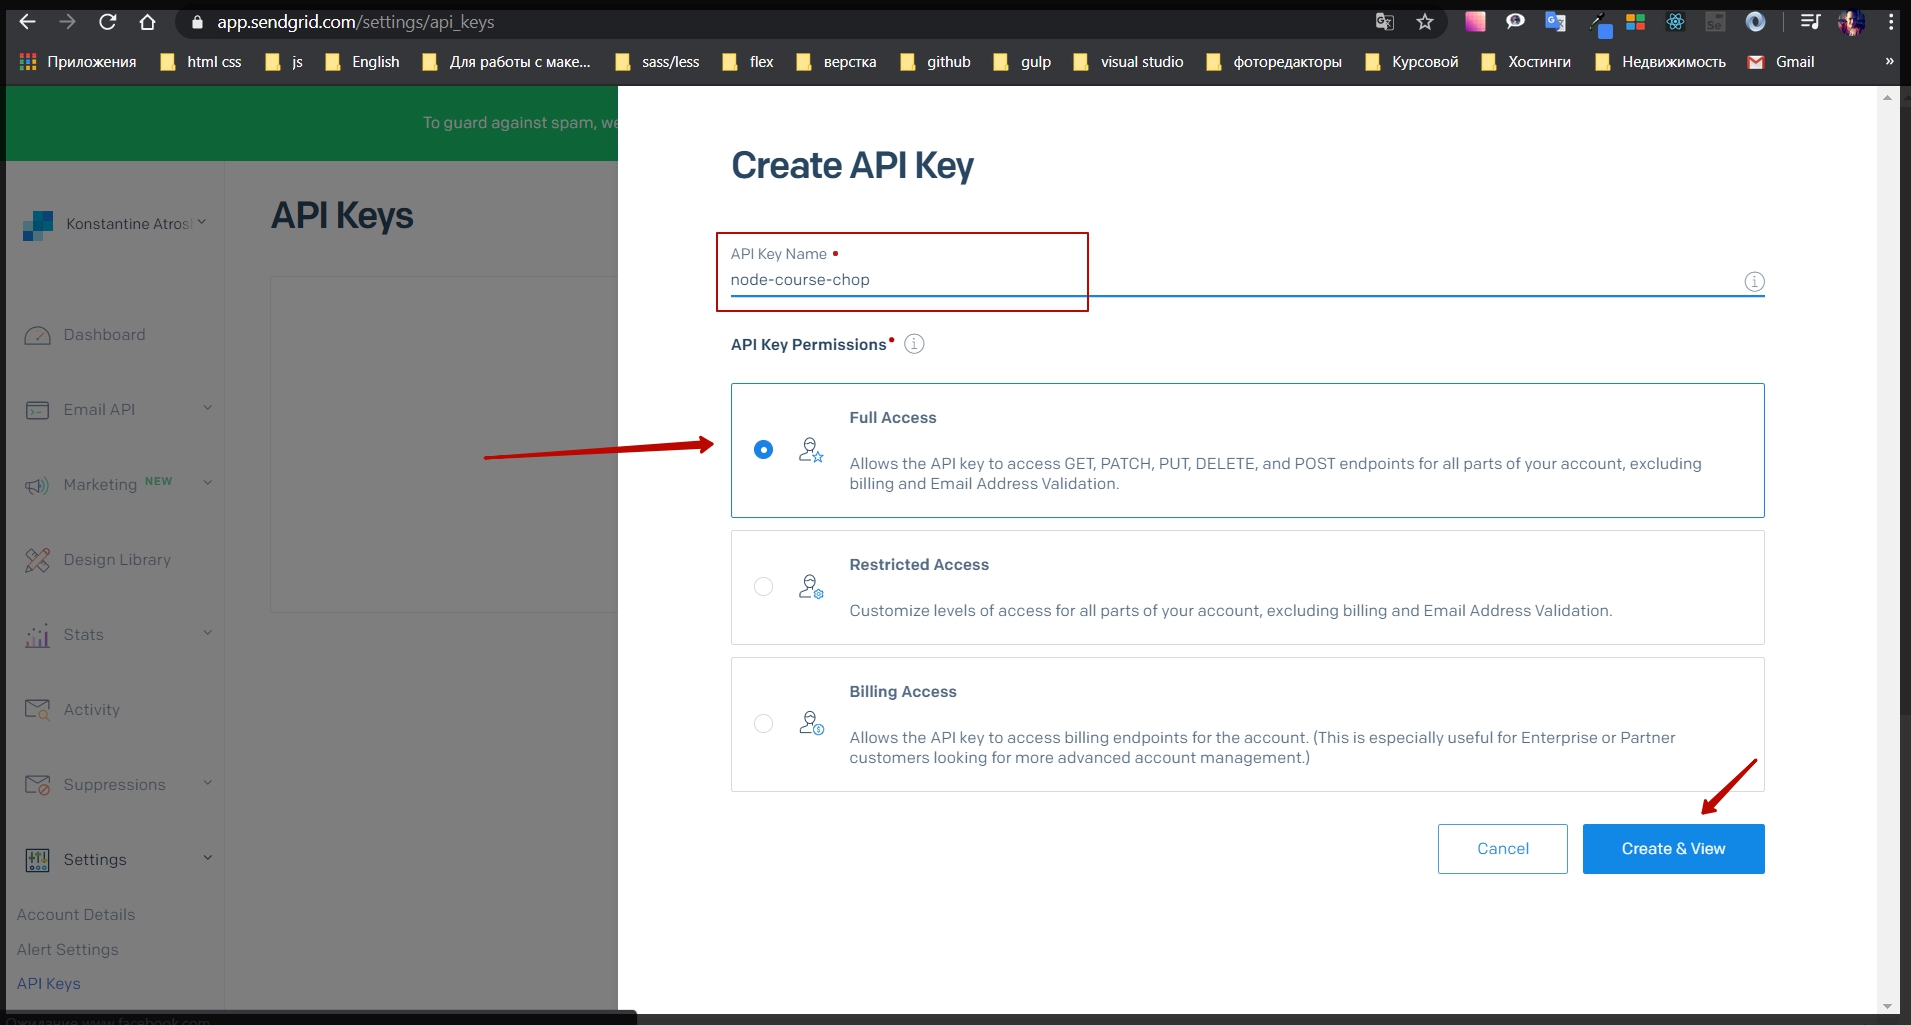 app.sendgrid.com/settings/api_keys
Приложения html css js English Для работы с маке... sass/less flex верстка github gulp visual studio фоторедакторы Курсовой Хостинги Недвижимость Gmail »
To guard against spam, we
Konstantine Atros
API Keys
Dashboard
Email API
Marketing NEW
Design Library
Stats
Activity
Suppressions
Settings
Account Details
Alert Settings
API Keys
Ожидание www.facebook.com
Create API Key
API Key Name
node-course-chop
API Key Permissions
Full Access
Allows the API key to access GET, PATCH, PUT, DELETE, and POST endpoints for all parts of your account, excluding
billing and Email Address Validation.
Restricted Access
Customize levels of access for all parts of your account, excluding billing and Email Address Validation.
Billing Access
Allows the API key to access billing endpoints for the account. (This is especially useful for Enterprise or Partner
customers looking for more advanced account management.)
Cancel
Create & View